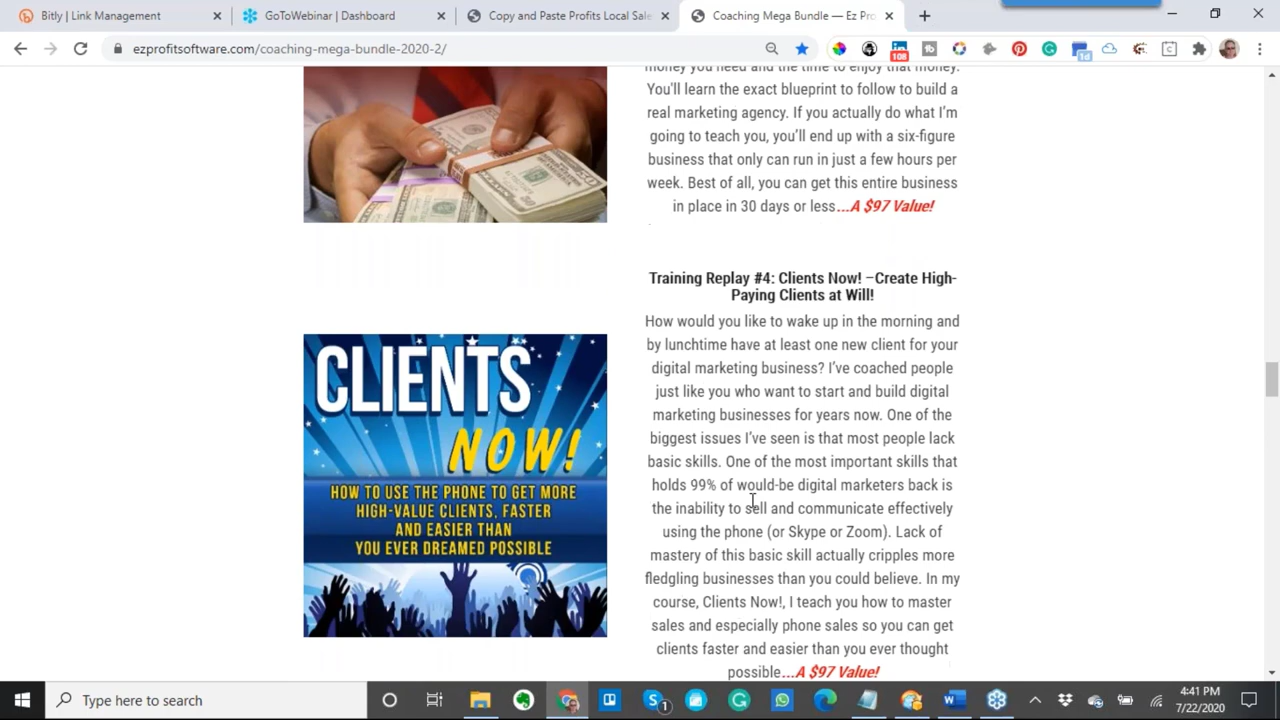 Bitly | Link Management
GoToWebinar | Dashboard
Copy and Paste Profits Local Sale
Coaching Mega Bundle — Ez Pro
ezprofitsoftware.com/coaching-mega-bundle-2020-2/
108
1d
money you need and the time to enjoy that money.
You'll learn the exact blueprint to follow to build a
real marketing agency. If you actually do what I'm
going to teach you, you'll end up with a six-figure
business that only can run in just a few hours per
week. Best of all, you can get this entire business
in place in 30 days or less...A $97 Value!
Training Replay #4: Clients Now! –Create High-
Paying Clients at Will!
How would you like to wake up in the morning and
by lunchtime have at least one new client for your
digital marketing business? I've coached people
just like you who want to start and build digital
marketing businesses for years now. One of the
biggest issues I've seen is that most people lack
basic skills. One of the most important skills that
holds 99% of would-be digital marketers back is
the inability to sell and communicate effectively
using the phone (or Skype or Zoom). Lack of
mastery of this basic skill actually cripples more
fledgling businesses than you could believe. In my
course, Clients Now!, I teach you how to master
sales and especially phone sales so you can get
clients faster and easier than you ever thought
possible...A $97 Value!
CLIENTS
NOW!
HOW TO USE THE PHONE TO GET MORE
HIGH-VALUE CLIENTS, FASTER
AND EASIER THAN
YOU EVER DREAMED POSSIBLE
Type here to search
1
4:41 PM
7/22/2020